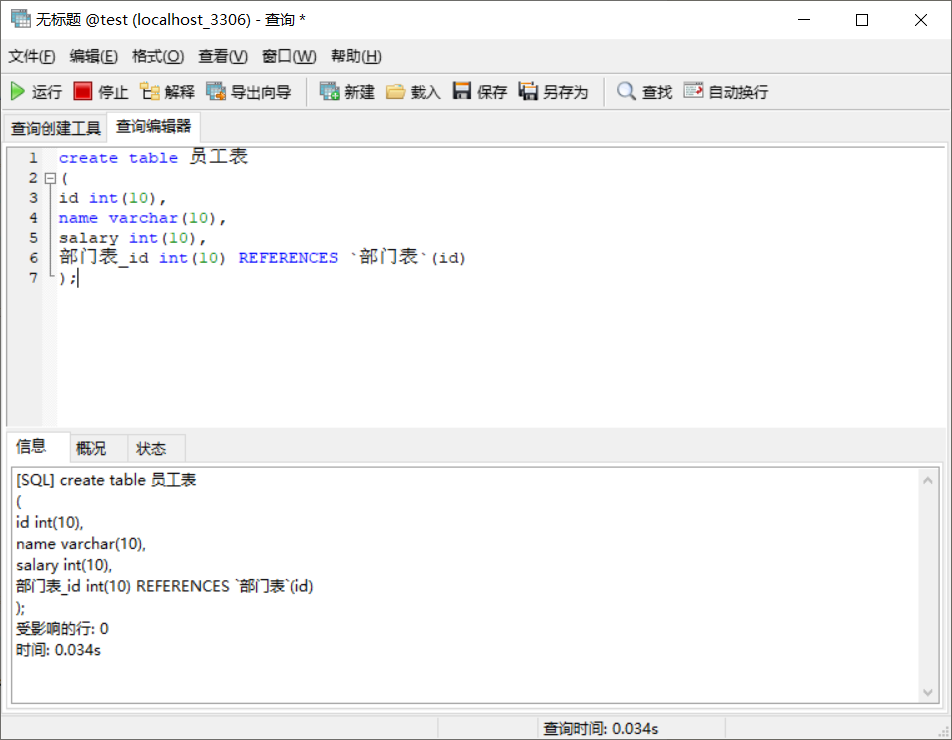 无标题 @test (localhost_3306) - 查询 *
文件(F) 编辑(E) 格式(O) 查看(V) 窗口(W) 帮助(H)
运行 停止 解释 导出向导 新建 载入 保存 另存为 查找 自动换行
查询创建工具 查询编辑器
1 create table 员工表
2 (
3 id int(10),
4 name varchar(10),
5 salary int(10),
6 部门表_id int(10) REFERENCES `部门表`(id)
7 );
信息 概况 状态
[SQL] create table 员工表
(
id int(10),
name varchar(10),
salary int(10),
部门表_id int(10) REFERENCES `部门表`(id)
);
受影响的行: 0
时间: 0.034s
查询时间: 0.034s